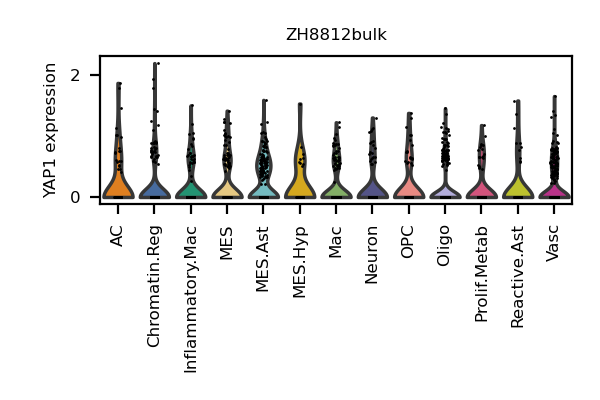 ZH8812bulk
YAP1 expression
2
0
AC
Chromatin.Reg
Inflammatory.Mac
MES
MES.Ast
MES.Hyp
Mac
Neuron
OPC
Oligo
Prolif.Metab
Reactive.Ast
Vasc